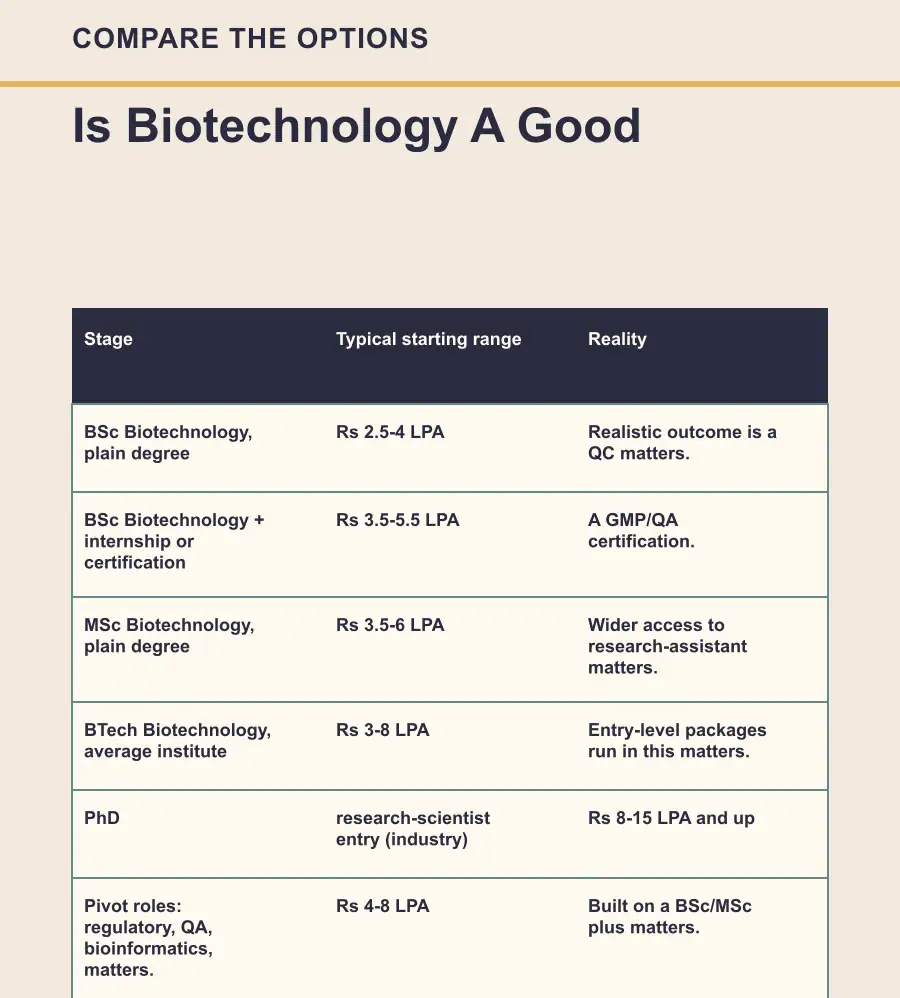 COMPARE THE OPTIONS
Is Biotechnology A Good
Stage
Typical starting range
Reality
BSc Biotechnology,
plain degree
Rs 2.5-4 LPA
Realistic outcome is a
QC matters.
BSc Biotechnology +
internship or
certification
Rs 3.5-5.5 LPA
A GMP/QA
certification.
MSc Biotechnology,
plain degree
Rs 3.5-6 LPA
Wider access to
research-assistant
matters.
BTech Biotechnology,
average institute
Rs 3-8 LPA
Entry-level packages
run in this matters.
PhD
research-scientist
entry (industry)
Rs 8-15 LPA and up
Pivot roles:
regulatory, QA,
bioinformatics,
matters.
Rs 4-8 LPA
Built on a BSc/MSc
plus matters.